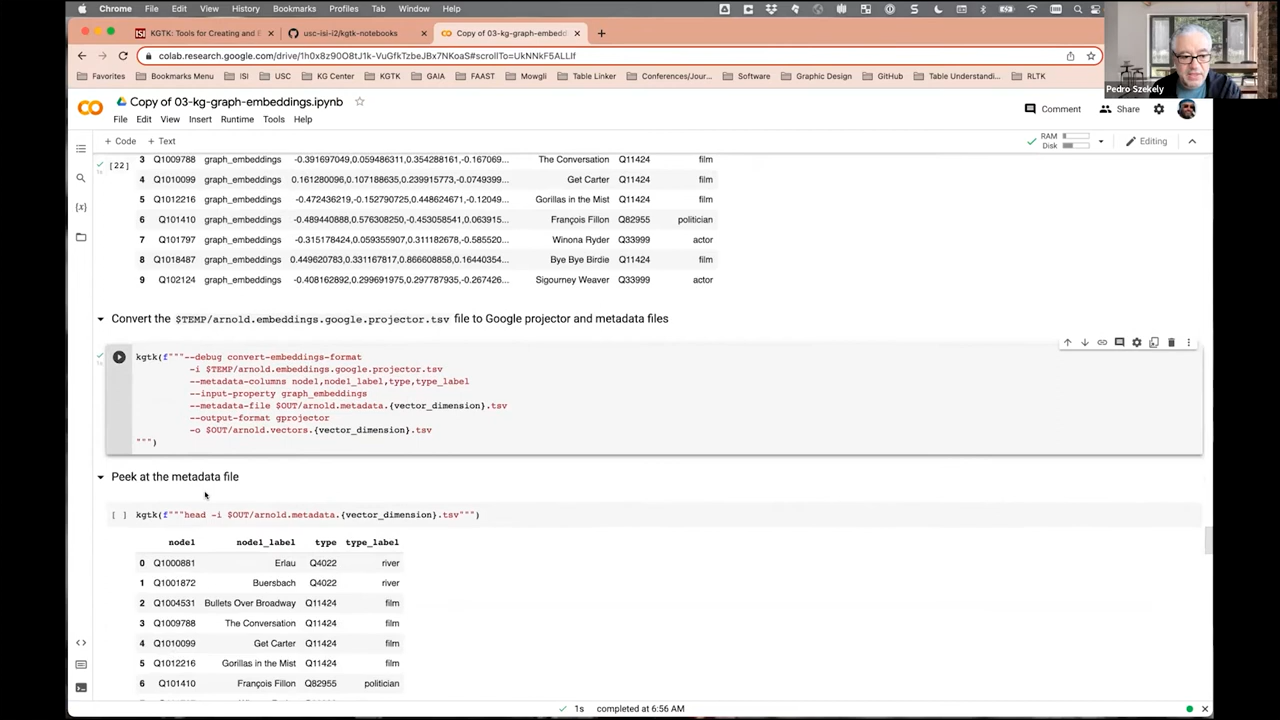 Chrome File Edit View History Bookmarks Profiles Tab Window Help
KGTK: Tools for Creating and E usc-isi-i2/kgtk-notebooks Copy of 03-kg-graph-embedd
colab.research.google.com/drive/1h0x8z90O8tJ1k-VuGfkTzbeJBx7NKoaS#scrollTo=UkNNkF5ALLIf
Favorites Bookmarks Menu ISI USC KG Center KGTK GAIA FAAST Mowgli Table Linker Conferences/Jour... Software Graphic Design GitHub Table Understandi... RLTK
Pedro Szekely
Copy of 03-kg-graph-embeddings.ipynb
Comment Share
File Edit View Insert Runtime Tools Help
+ Code + Text
RAM
Disk
Editing
[22]
3 Q1009788 graph_embeddings -0.391697049,0.059486311,0.354288161,-0.167069... The Conversation Q11424 film
4 Q1010099 graph_embeddings 0.161280096,0.107188635,0.239915773,-0.0749399... Get Carter Q11424 film
5 Q1012216 graph_embeddings -0.472436219,-0.152790725,0.448624671,-0.12049... Gorillas in the Mist Q11424 film
6 Q101410 graph_embeddings -0.489440888,0.576308250,-0.453058541,0.063915... François Fillon Q82955 politician
7 Q101797 graph_embeddings -0.315178424,0.059355907,0.311182678,-0.585520... Winona Ryder Q33999 actor
8 Q1018487 graph_embeddings 0.449620783,0.331167817,0.866608858,0.16440354... Bye Bye Birdie Q11424 film
9 Q102124 graph_embeddings -0.408162892,0.299691975,0.297787935,-0.267426... Sigourney Weaver Q33999 actor
Convert the $TEMP/arnold.embeddings.google.projector.tsv file to Google projector and metadata files
kgtk(f"""--debug convert-embeddings-format
-i $TEMP/arnold.embeddings.google.projector.tsv
--metadata-columns node1,node1_label,type,type_label
--input-property graph_embeddings
--metadata-file $OUT/arnold.metadata.{vector_dimension}.tsv
--output-format gprojector
-o $OUT/arnold.vectors.{vector_dimension}.tsv
""")
Peek at the metadata file
[ ] kgtk(f"""head -i $OUT/arnold.metadata.{vector_dimension}.tsv""")
node1 node1_label type type_label
0 Q1000881 Erlau Q4022 river
1 Q1001872 Buersbach Q4022 river
2 Q1004531 Bullets Over Broadway Q11424 film
3 Q1009788 The Conversation Q11424 film
4 Q1010099 Get Carter Q11424 film
5 Q1012216 Gorillas in the Mist Q11424 film
6 Q101410 François Fillon Q82955 politician
1s completed at 6:56 AM